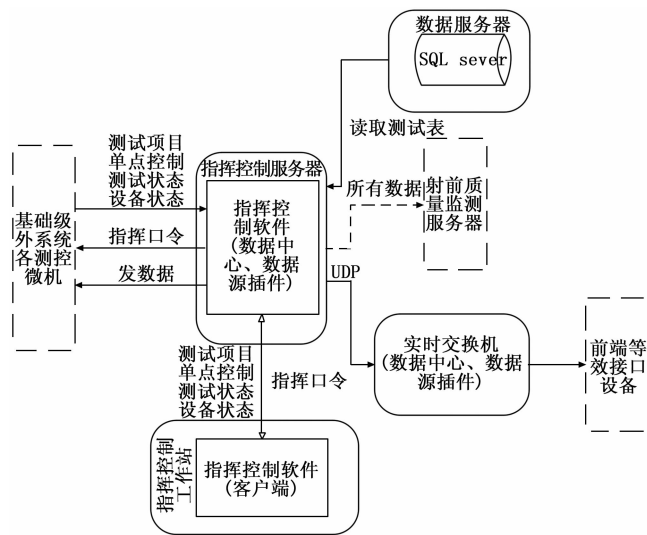 数据服务器
SQL sever
读取测试表
测试项目
单点控制
测试状态
设备状态
指挥口令
发数据
基础级
外系统
各测控
微机
指挥控制服务器
指挥控
制软件
(数据中
心、数据
源插件)
所有数据
射前质
量监测
服务器
UDP
实时交换机
(数据中心、数据
源插件)
前端等
效接口
设备
测试项目
单点控制
测试状态
设备状态
指挥口令
指挥控制
工作站
指挥控制软件
(客户端)